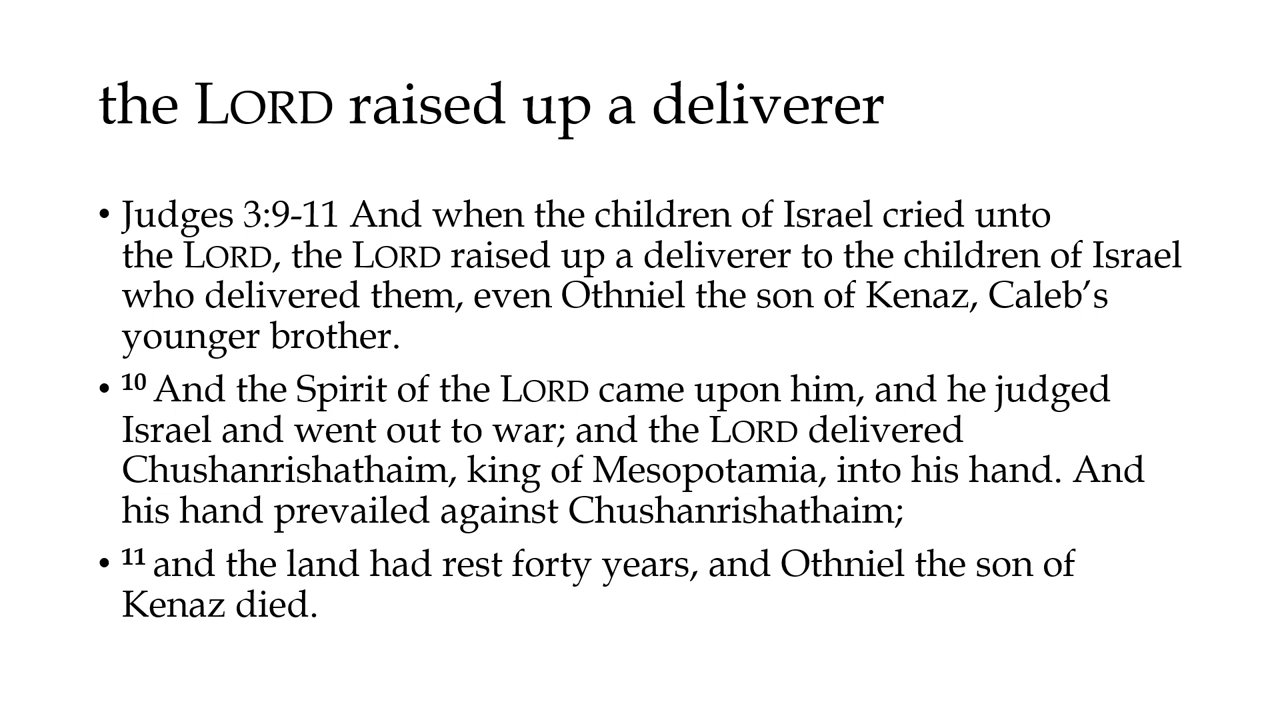 the LORD raised up a deliverer
• Judges 3:9-11 And when the children of Israel cried unto
the LORD, the LORD raised up a deliverer to the children of Israel
who delivered them, even Othniel the son of Kenaz, Caleb’s
younger brother.
• 10 And the Spirit of the LORD came upon him, and he judged
Israel and went out to war; and the LORD delivered
Chushanrishathaim, king of Mesopotamia, into his hand. And
his hand prevailed against Chushanrishathaim;
• 11 and the land had rest forty years, and Othniel the son of
Kenaz died.